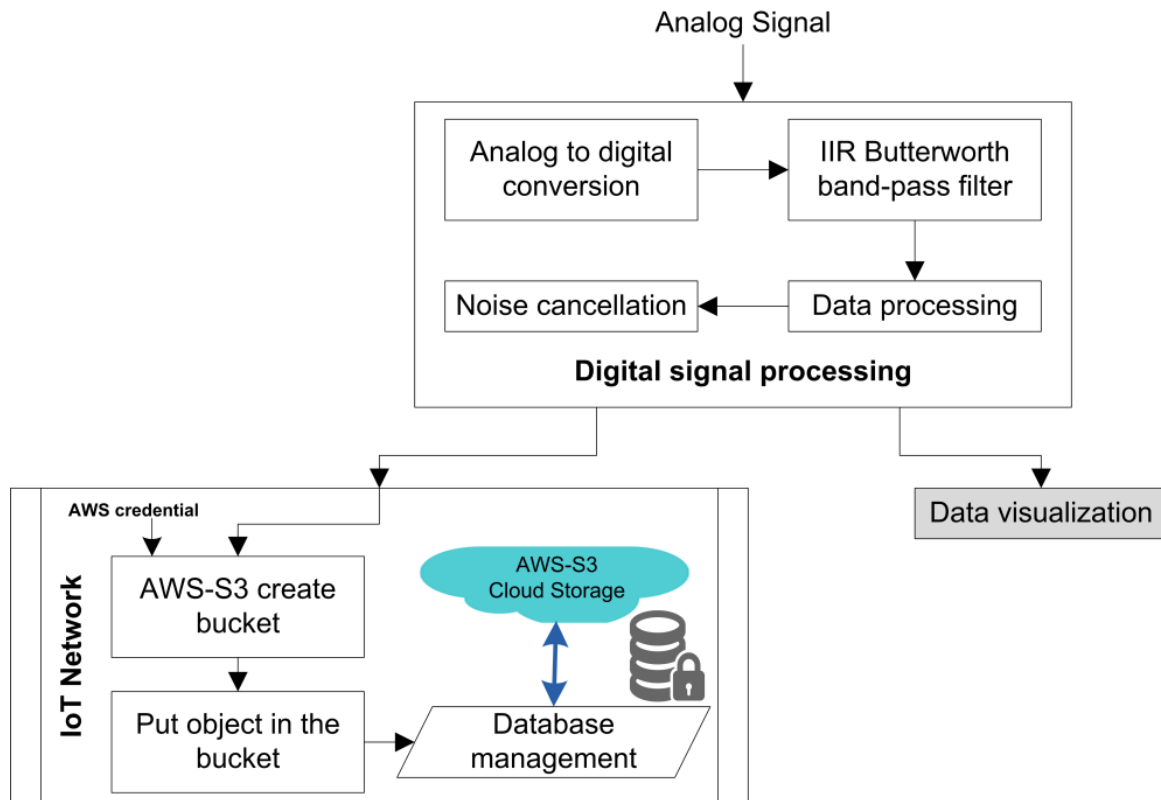 Analog Signal
Analog to digital
conversion
IIR Butterworth
band-pass filter
Noise cancellation
Data processing
Digital signal processing
Data visualization
IoT Network
AWS credential
AWS-S3 create
bucket
AWS-S3
Cloud Storage
Put object in the
bucket
Database
management